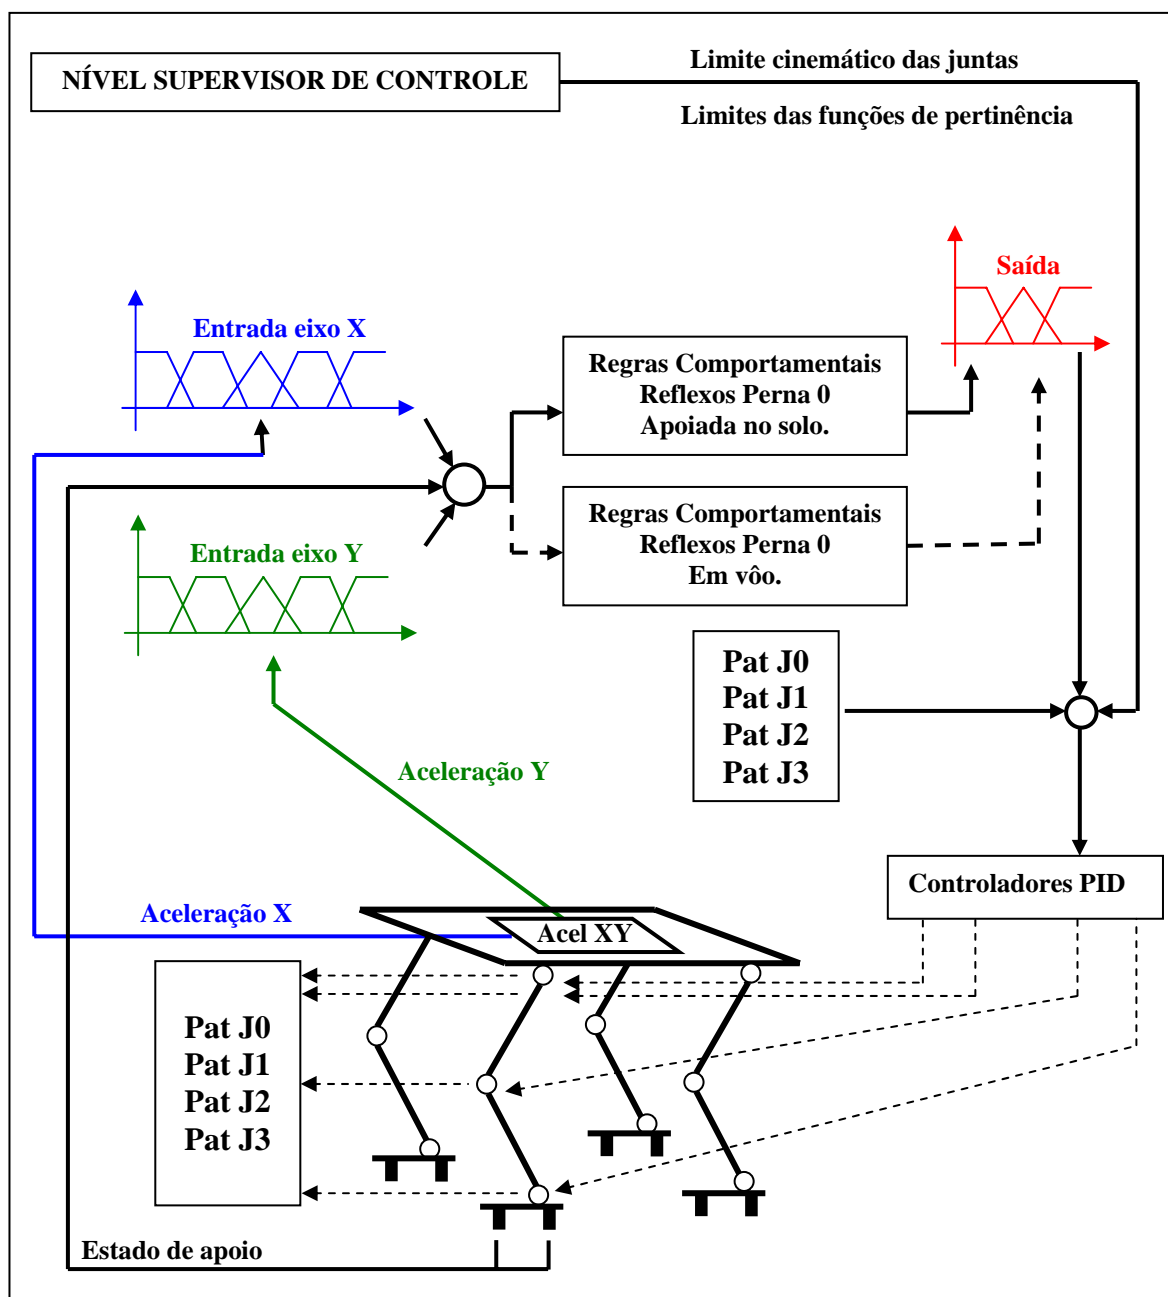 NÍVEL SUPERVISOR DE CONTROLE
Limite cinemático das juntas
Limites das funções de pertinência
Saída
Entrada eixo X
Regras Comportamentais
Reflexos Perna 0
Apoiada no solo.
Regras Comportamentais
Reflexos Perna 0
Em vôo.
Entrada eixo Y
Pat J0
Pat J1
Pat J2
Pat J3
Aceleração Y
Controladores PID
Aceleração X
Acel XY
Pat J0
Pat J1
Pat J2
Pat J3
Estado de apoio